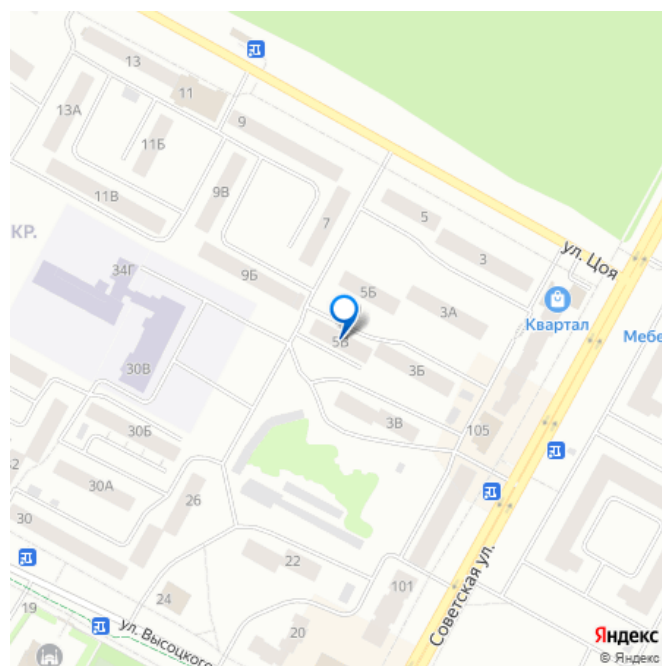 13
11
9
13А
11Б
11В
9В
7
5
КР.
34Г
9Б
3
ул. Цоя
5Б
3А
Квартал
Мебе
5В
30В
3Б
3В
105
30Б
32
30А
26
30
22
101
24
20
19
ул. Высоцкого
Советская ул.
Яндекс
© Яндекс